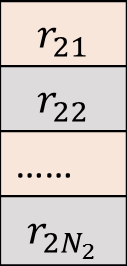 r₂₁
r₂₂
......
r₂N₂